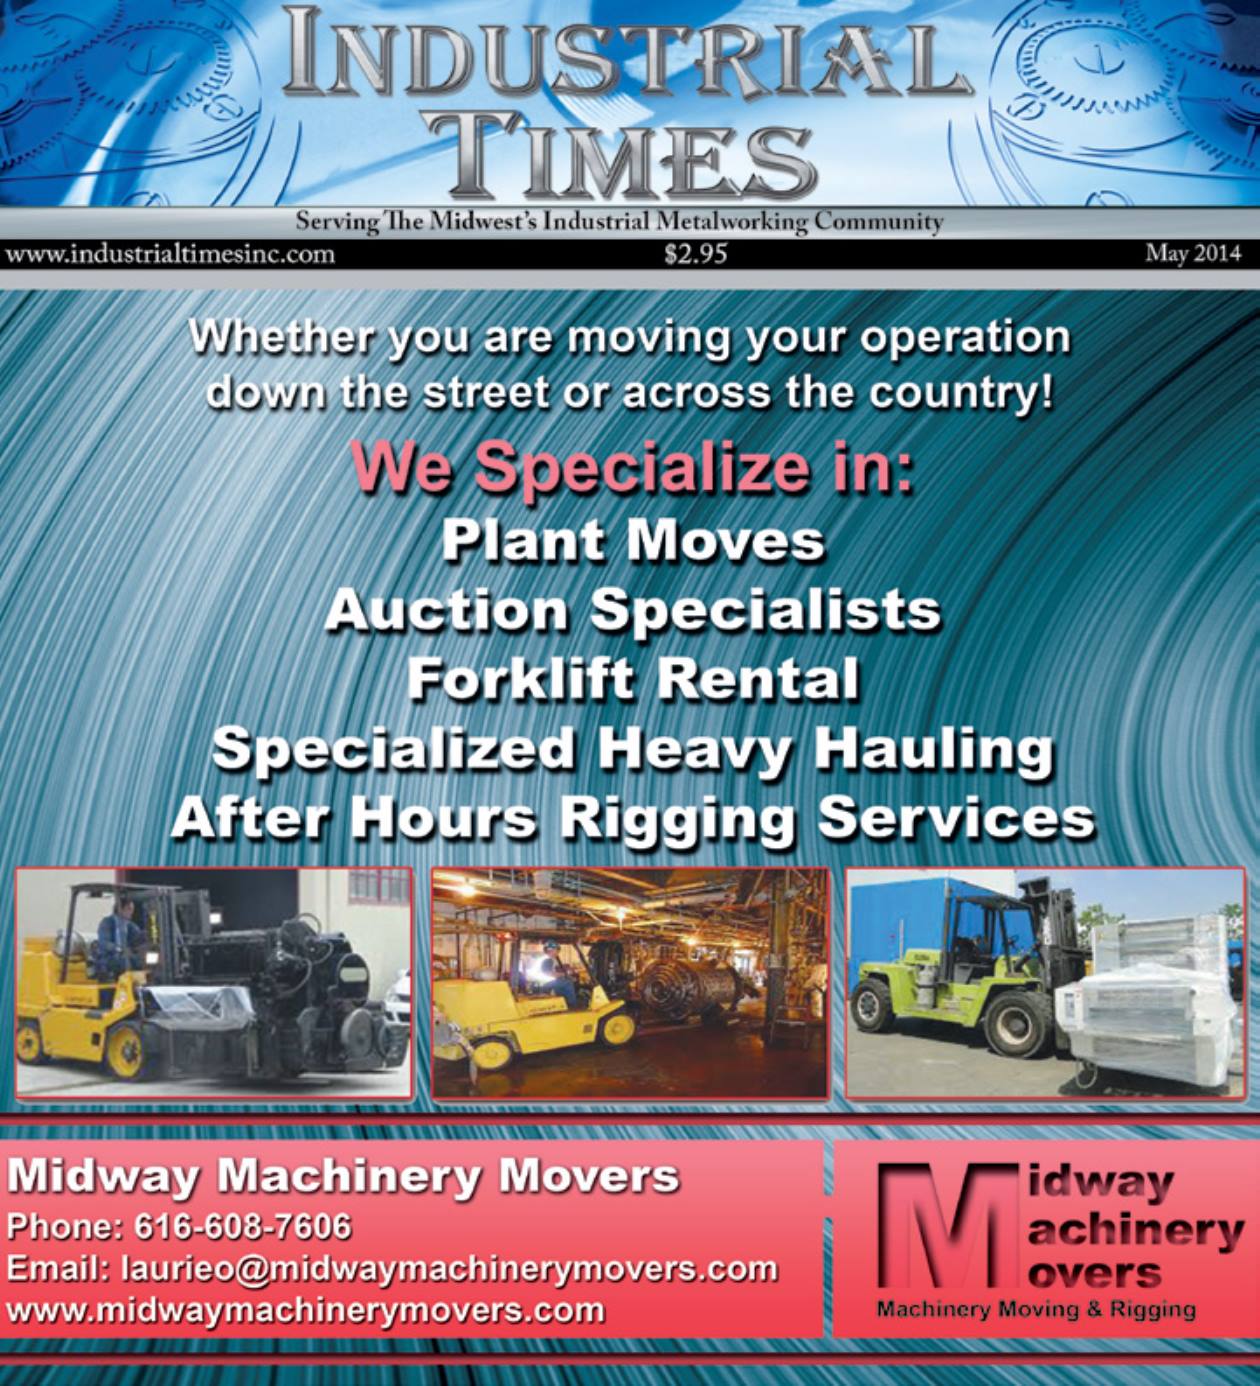 INDUSTRIAL
TIMES
Serving The Midwest's Industrial Metalworking Community
www.industrialtimesinc.com $2.95 May 2014
Whether you are moving your operation
down the street or across the country!
We Specialize in:
Plant Moves
Auction Specialists
Forklift Rental
Specialized Heavy Hauling
After Hours Rigging Services
Midway Machinery Movers
Phone: 616-608-7606
Email: laurieo@midwaymachinerymovers.com
www.midwaymachinerymovers.com
Midway
achinery
overs
Machinery Moving & Rigging